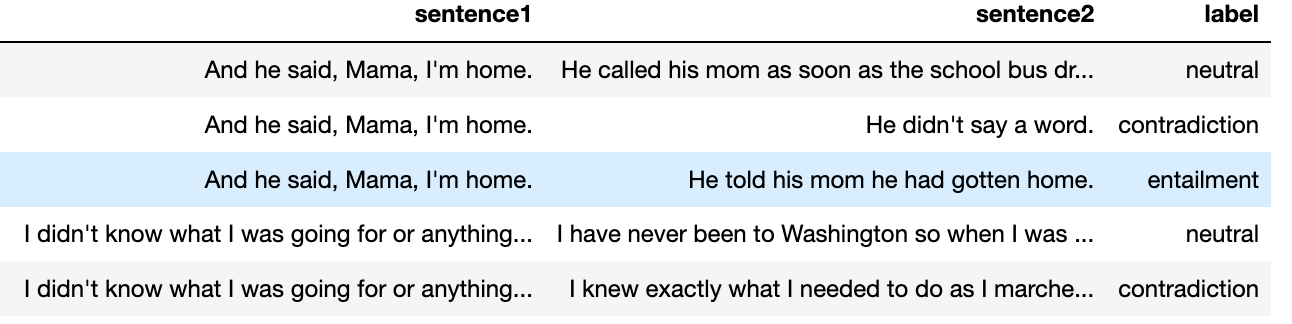 sentence1 sentence2 label
And he said, Mama, I'm home. He called his mom as soon as the school bus dr... neutral
And he said, Mama, I'm home. He didn't say a word. contradiction
And he said, Mama, I'm home. He told his mom he had gotten home. entailment
I didn't know what I was going for or anything... I have never been to Washington so when I was ... neutral
I didn't know what I was going for or anything... I knew exactly what I needed to do as I marche... contradiction